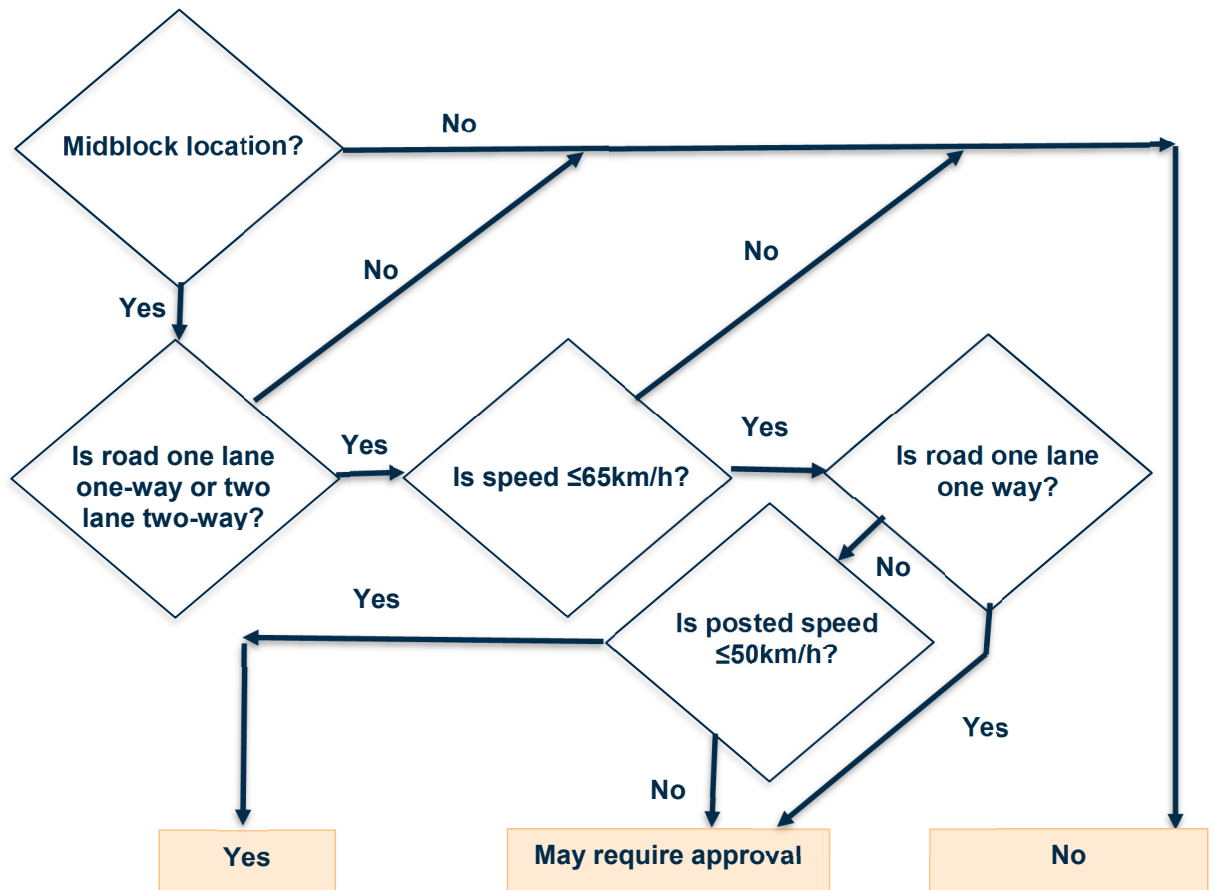 No
Midblock location?
No
No
Yes
Yes
Yes
Is road one lane
one-way or two
lane two-way?
Is speed ≤65km/h?
Is road one lane
one way?
No
Yes
Is posted speed
≤50km/h?
Yes
No
Yes
May require approval
No